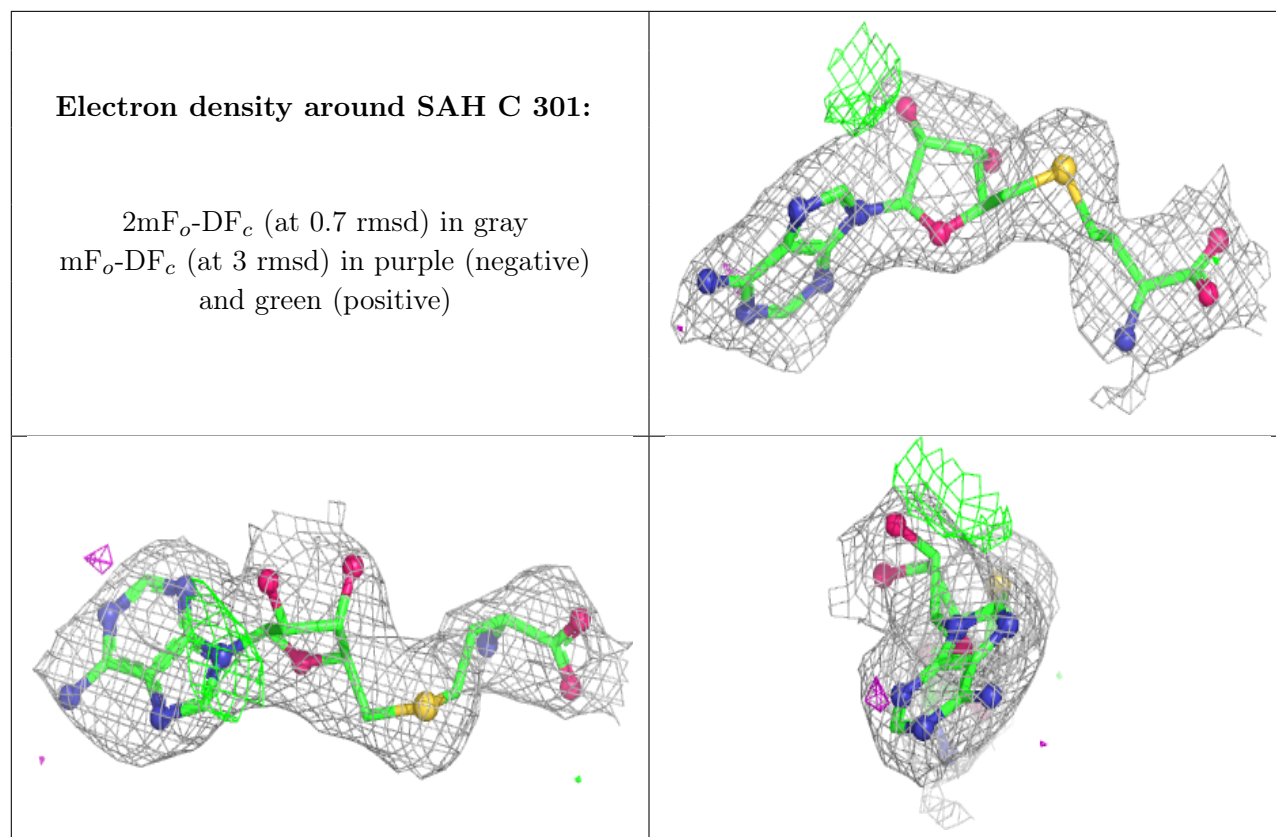 Electron density around SAH C 301:
2mFo-DFc (at 0.7 rmsd) in gray
mFo-DFc (at 3 rmsd) in purple (negative)
and green (positive)